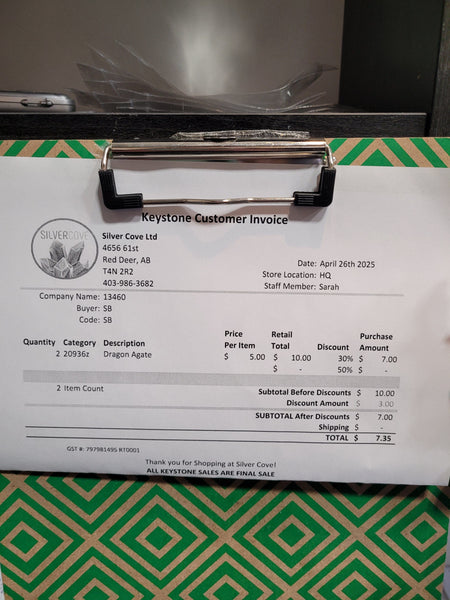 Keystone Customer Invoice
SILVERCOVE
Silver Cove Ltd
4656 61st
Red Deer, AB
T4N 2R2
403-986-3682
Date: April 26th 2025
Store Location: HQ
Staff Member: Sarah
Company Name: 13460
Buyer: SB
Code: SB
Quantity Category Description Price Per Item Retail Total Discount Purchase Amount
2 20936z Dragon Agate $ 5.00 $ 10.00 30% $ 7.00
$ - 50% $ -
2 Item Count
Subtotal Before Discounts $ 10.00
Discount Amount $ 3.00
SUBTOTAL After Discounts $ 7.00
Shipping $ -
TOTAL $ 7.35
GST #: 797981495 RT0001
Thank you for Shopping at Silver Cove!
ALL KEYSTONE SALES ARE FINAL SALE